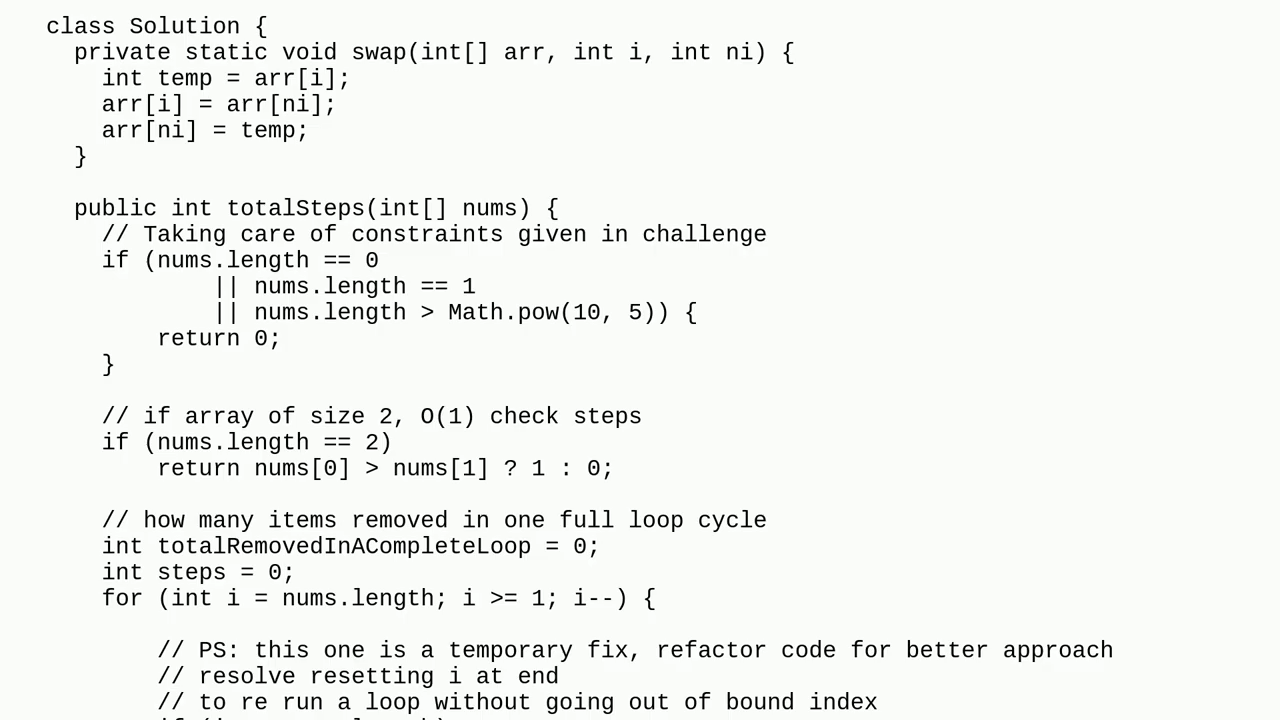 class Solution {
private static void swap(int[] arr, int i, int ni) {
int temp = arr[i];
arr[i] = arr[ni];
arr[ni] = temp;
}
public int totalSteps(int[] nums) {
// Taking care of constraints given in challenge
if (nums.length == 0
|| nums.length == 1
|| nums.length > Math.pow(10, 5)) {
return 0;
}
// if array of size 2, O(1) check steps
if (nums.length == 2)
return nums[0] > nums[1] ? 1 : 0;
// how many items removed in one full loop cycle
int totalRemovedInACompleteLoop = 0;
int steps = 0;
for (int i = nums.length; i >= 1; i--) {
// PS: this one is a temporary fix, refactor code for better approach
// resolve resetting i at end
// to re run a loop without going out of bound index